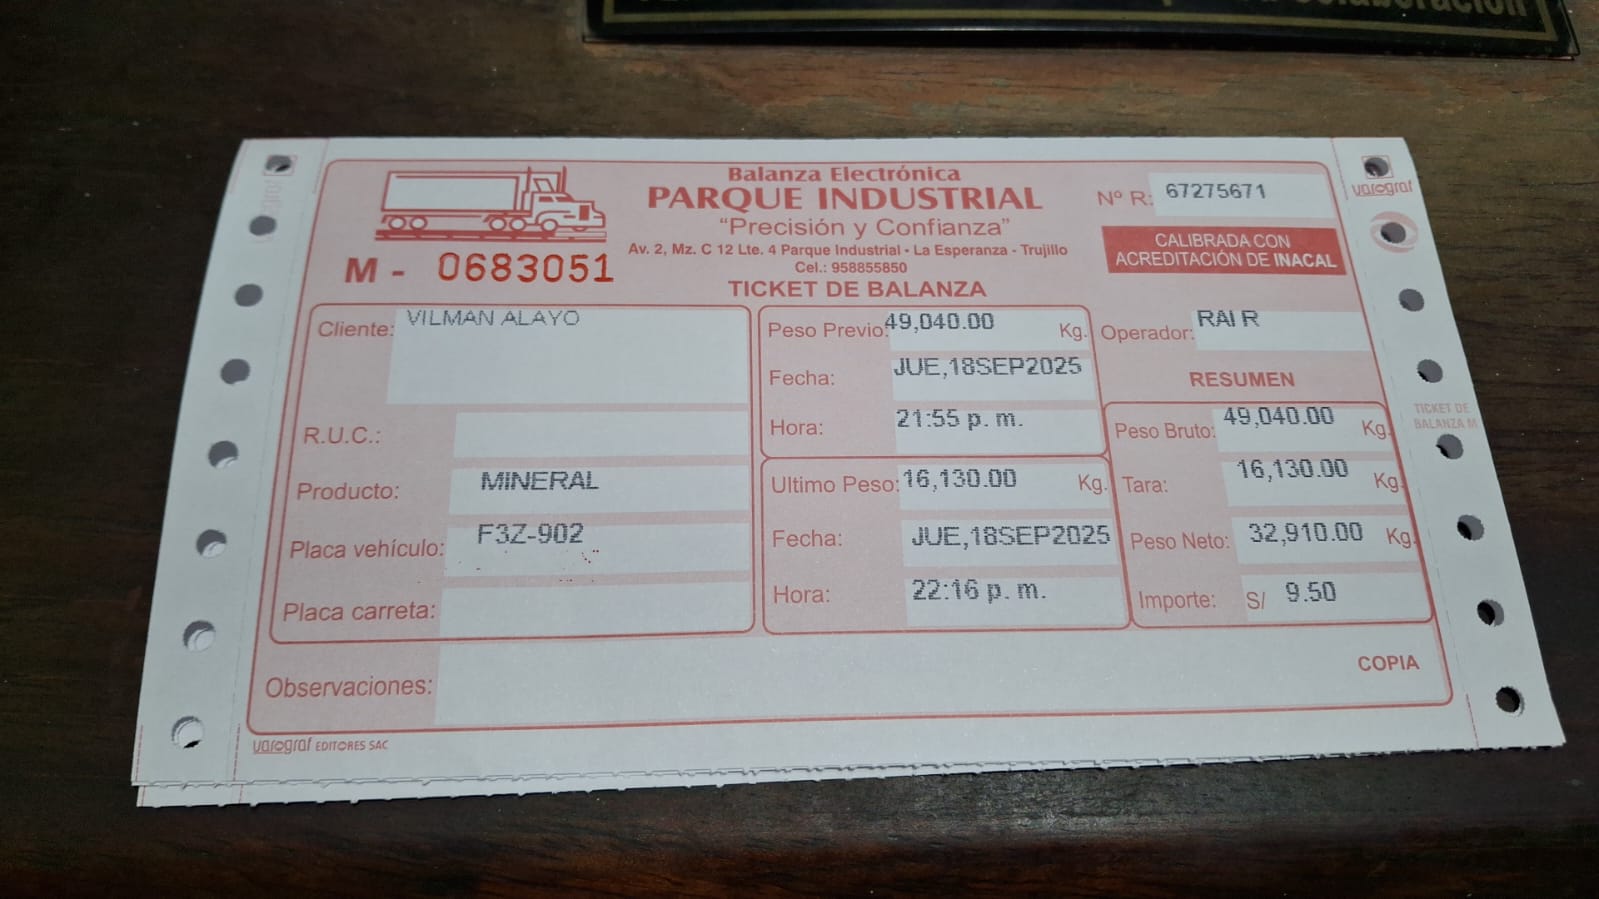 colaboración
Balanza Electrónica
PARQUE INDUSTRIAL
"Precisión y Confianza"
Av. 2, Mz. C 12 Lte. 4 Parque Industrial - La Esperanza - Trujillo
Cel.: 958855850
M - 0683051
TICKET DE BALANZA
Nº R: 67275671
CALIBRADA CON
ACREDITACIÓN DE INACAL
varograf
Cliente: VILMAN ALAYO
R.U.C.:
Producto: MINERAL
Placa vehículo: F3Z-902
Placa carreta:
Peso Previo: 49,040.00 Kg.
Fecha: JUE,18SEP2025
Hora: 21:55 p. m.
Ultimo Peso: 16,130.00 Kg.
Fecha: JUE,18SEP2025
Hora: 22:16 p. m.
Operador: RAI R
RESUMEN
Peso Bruto: 49,040.00 Kg.
Tara: 16,130.00 Kg.
Peso Neto: 32,910.00 Kg.
Importe: S/ 9.50
TICKET DE
BALANZA M
Observaciones:
COPIA
varograf EDITORES SAC